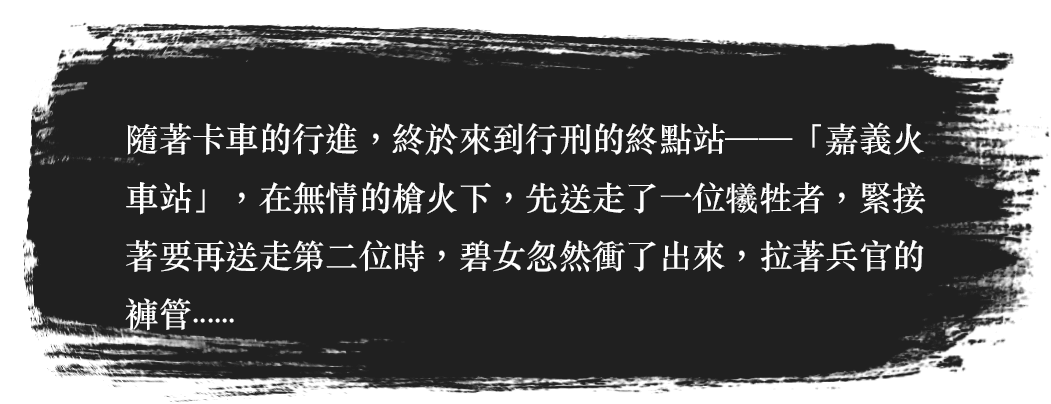 隨著卡車的行進，終於來到行刑的終點站——「嘉義火
車站」，在無情的槍火下，先送走了一位犧牲者，緊接
著要再送走第二位時，碧女忽然衝了出來，拉著兵官的
褲管......